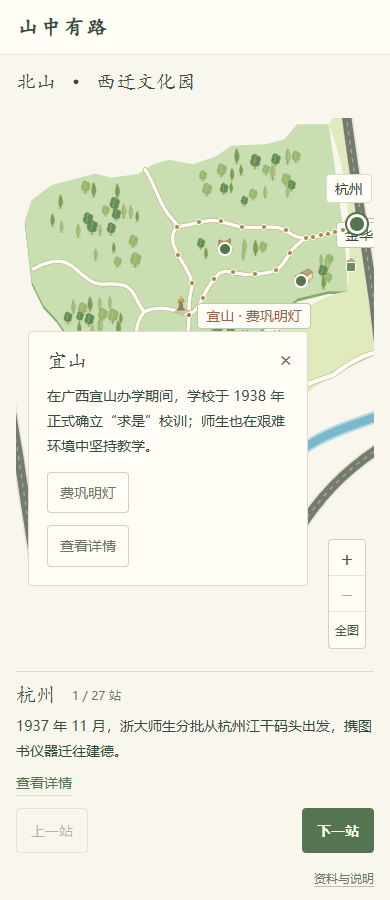 山中有路
北山 • 西迁文化园
杭州
金华
宜山 · 费巩明灯
宜山
×
在广西宜山办学期间，学校于 1938 年
正式确立“求是”校训；师生也在艰难
环境中坚持教学。
费巩明灯
查看详情
+
−
全图
杭州 1 / 27 站
1937 年 11 月，浙大师生分批从杭州江干码头出发，携图
书仪器迁往建德。
查看详情
上一站
下一站
资料与说明